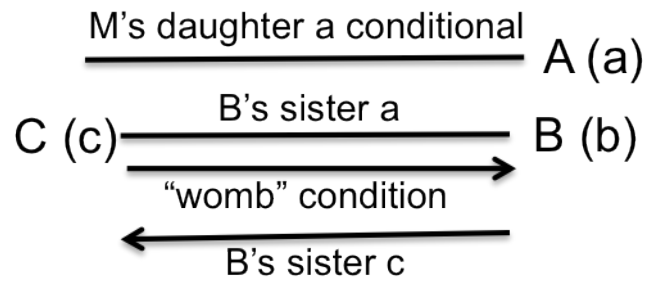 M’s daughter a conditional
A (a)
B’s sister a
C (c)
B (b)
“womb” condition
B’s sister c